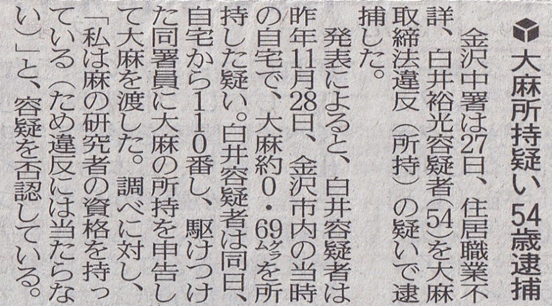 大麻所持疑い 54歳逮捕
金沢中署は27日、住居職業不
詳、白井裕光容疑者(54)を大麻
取締法違反(所持)の疑いで逮
捕した。
発表によると、白井容疑者は
昨年11月28日、金沢市内の当時
の自宅で、大麻約0・69グラムを所
持した疑い。白井容疑者は同日、
自宅から110番し、駆けつけ
た同署員に大麻の所持を申告し
て大麻を渡した。調べに対し、
「私は麻の研究者の資格を持っ
ている(ため違反には当たらな
い)」と、容疑を否認している。